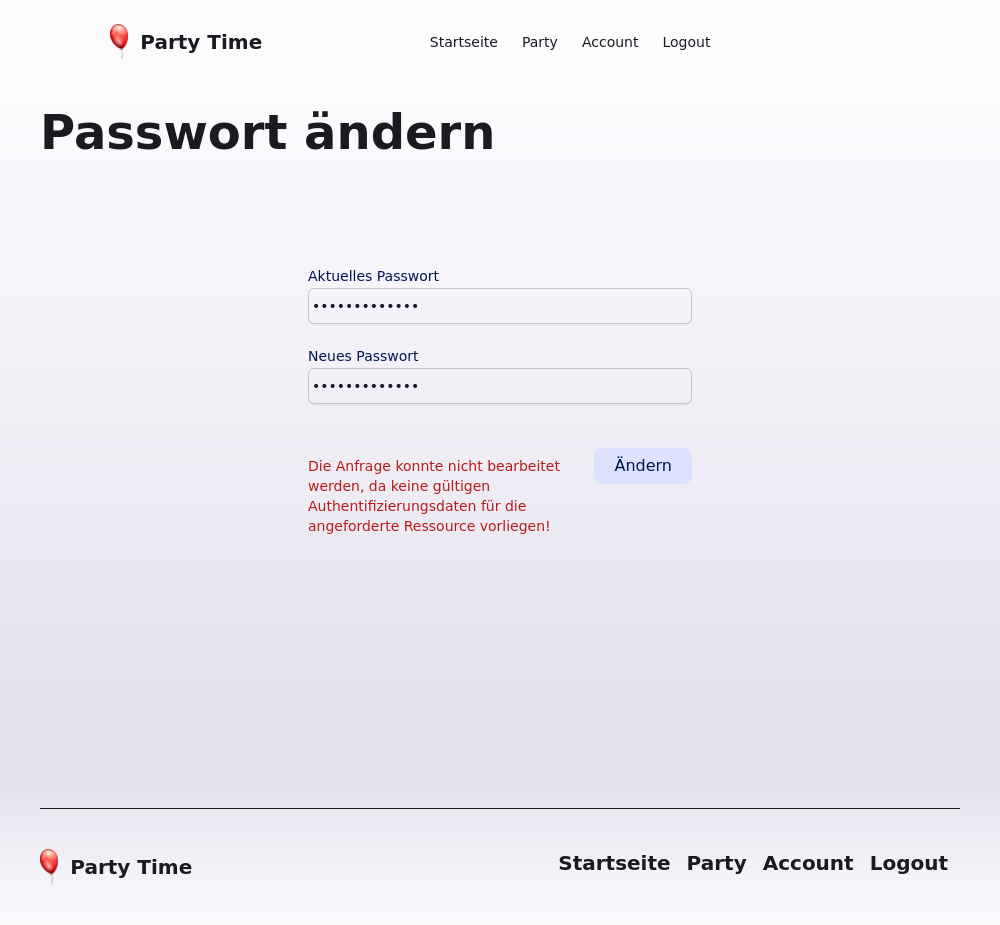 Party Time
Startseite Party Account Logout
Passwort ändern
Aktuelles Passwort
•••••••••••••
Neues Passwort
•••••••••••••
Die Anfrage konnte nicht bearbeitet
werden, da keine gültigen
Authentifizierungsdaten für die
angeforderte Ressource vorliegen!
Ändern
Party Time
Startseite Party Account Logout